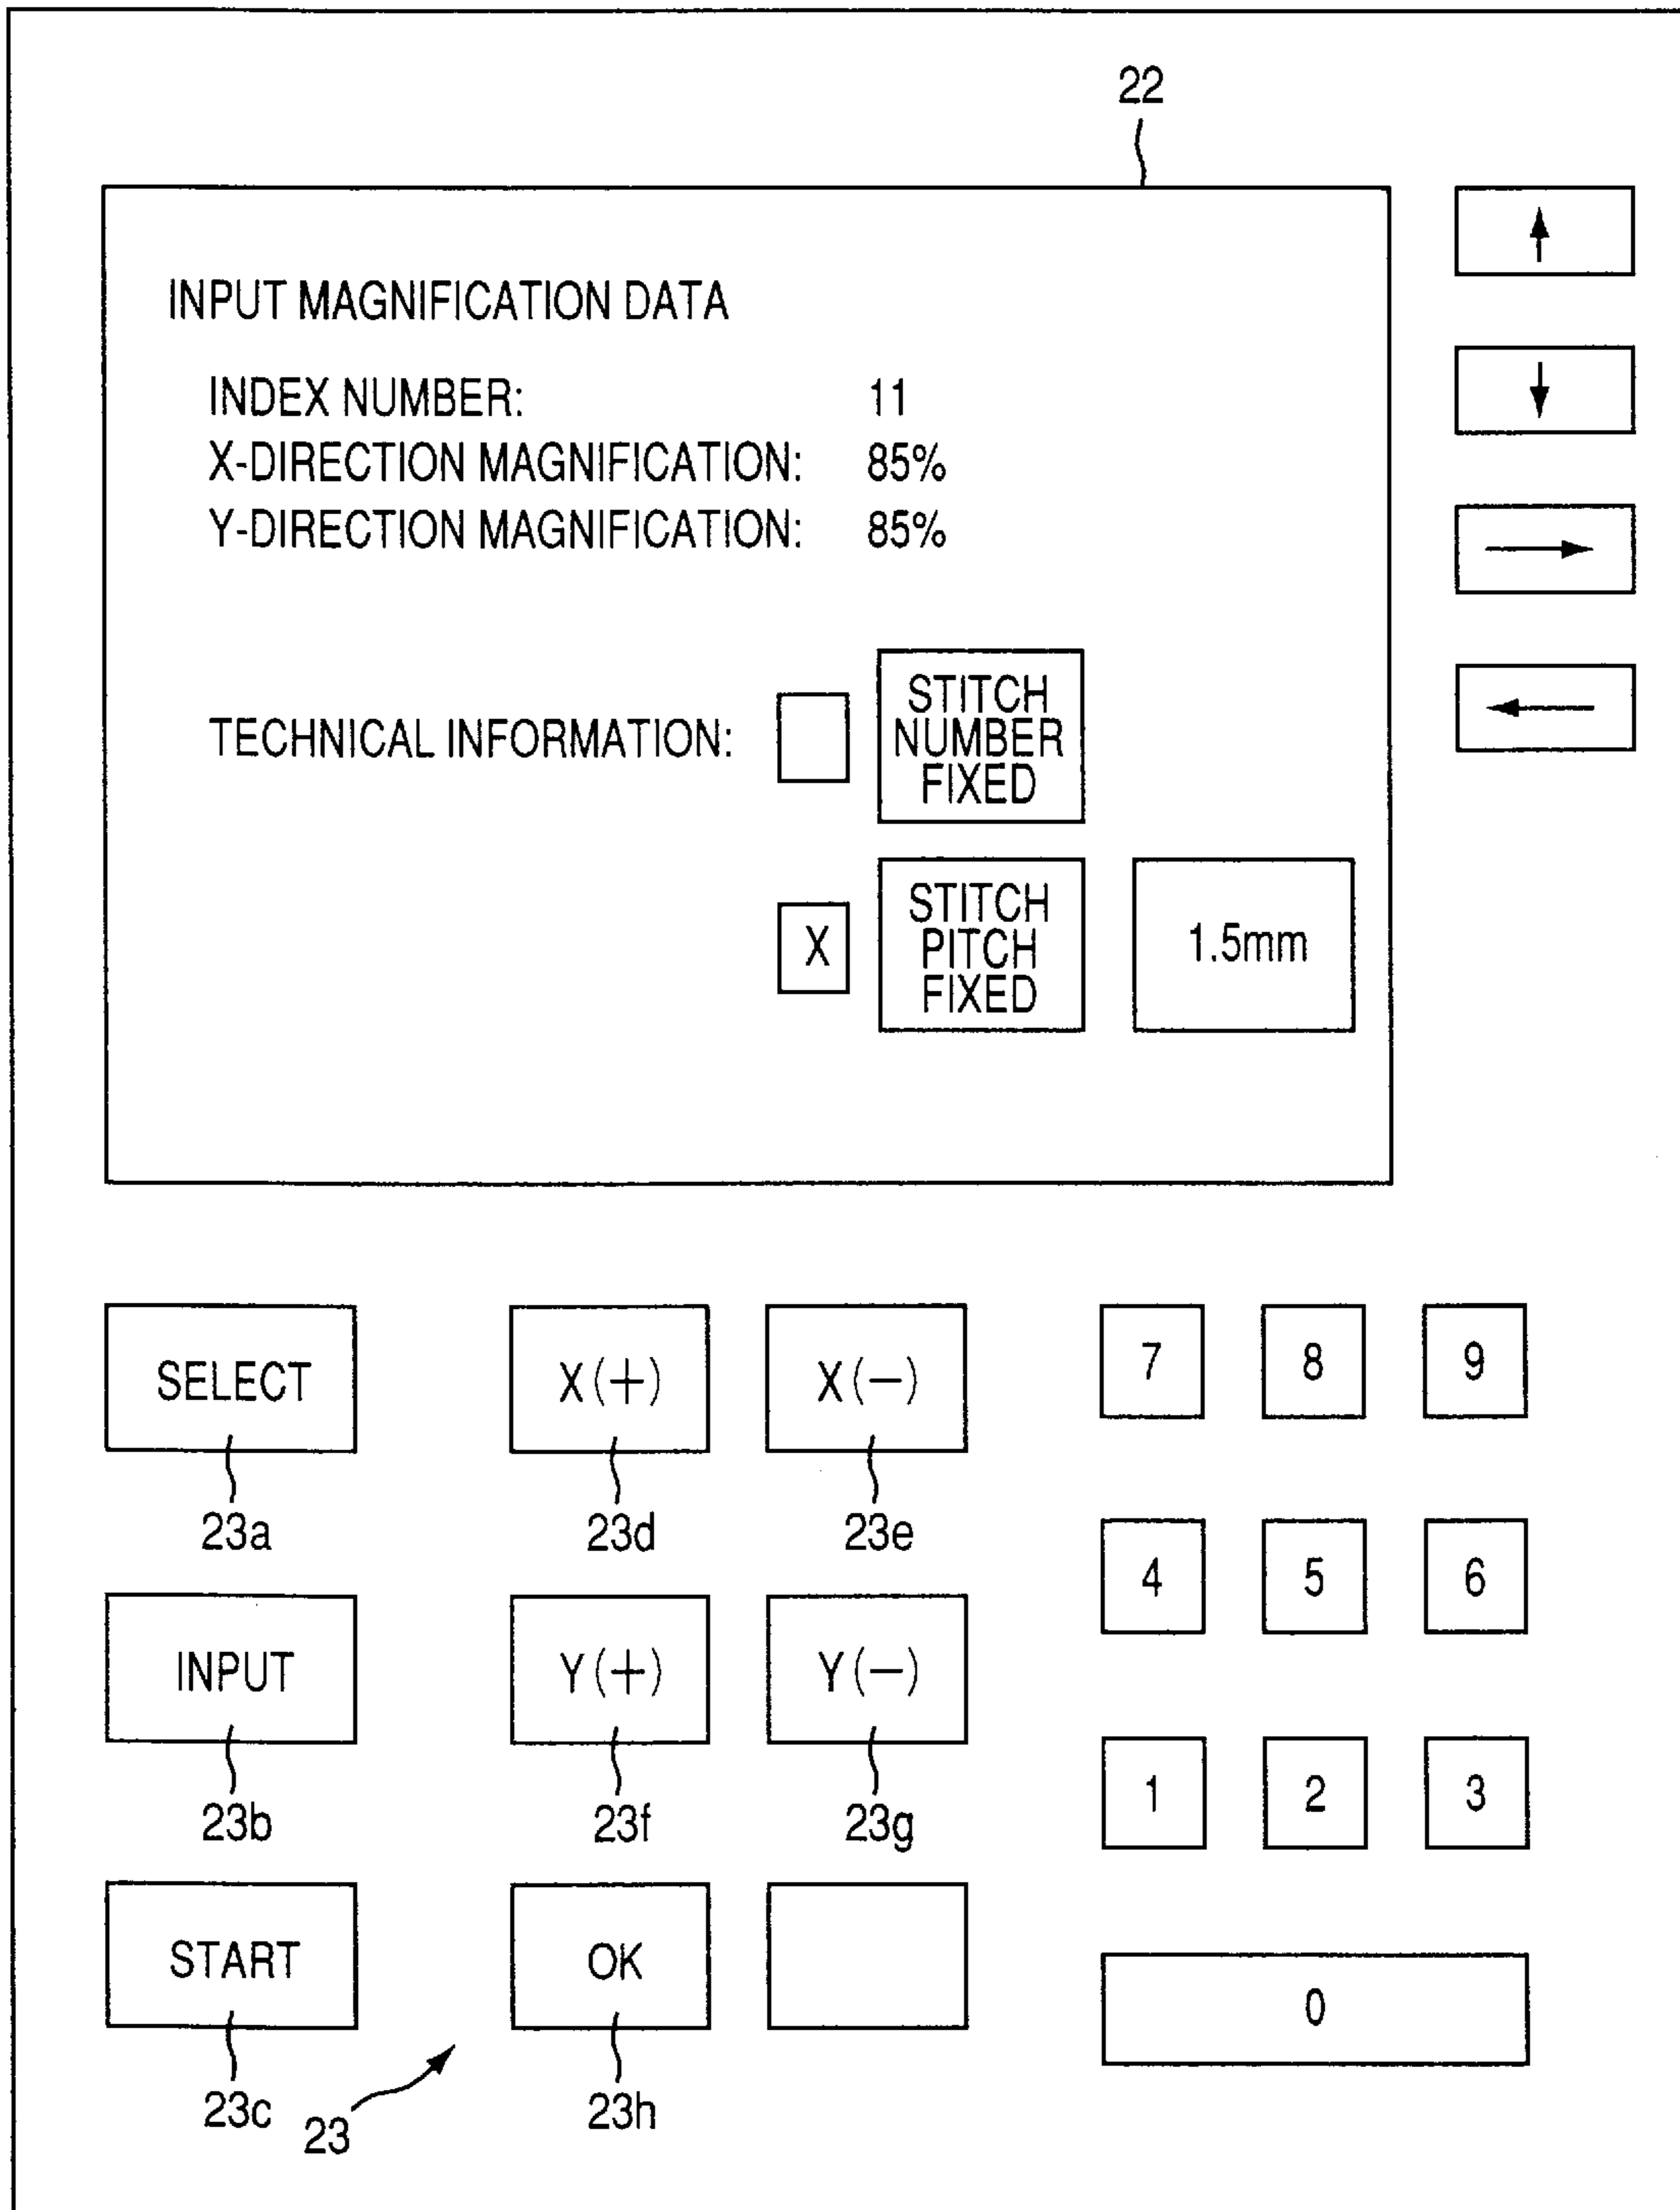 22
INPUT MAGNIFICATION DATA
INDEX NUMBER: 11
X-DIRECTION MAGNIFICATION: 85%
Y-DIRECTION MAGNIFICATION: 85%
TECHNICAL INFORMATION:
STITCH
NUMBER
FIXED
X
STITCH
PITCH
FIXED
1.5mm
SELECT X(+) X(−) 7 8 9
23a 23d 23e
4 5 6
INPUT Y(+) Y(−)
23b 23f 23g
1 2 3
START OK 0
23c 23 23h